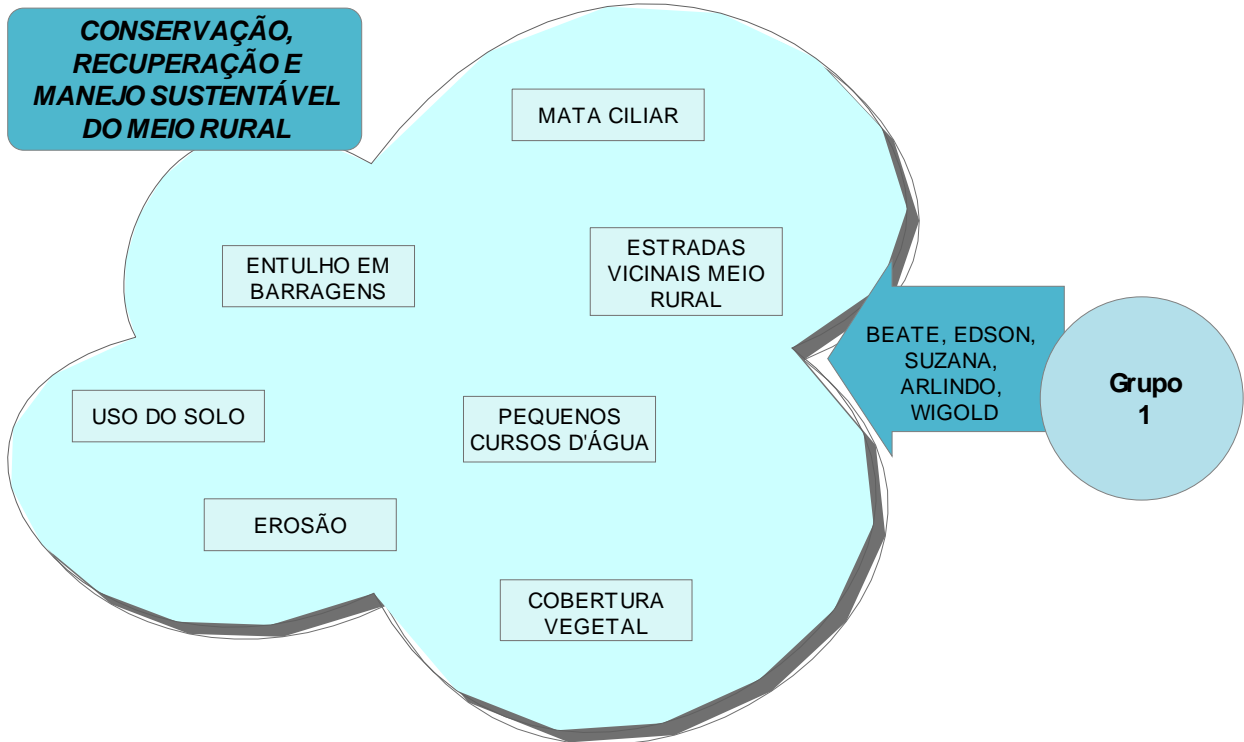 CONSERVAÇÃO,
RECUPERAÇÃO E
MANEJO SUSTENTÁVEL
DO MEIO RURAL
MATA CILIAR
ENTULHO EM
BARRAGENS
ESTRADAS
VICINAIS MEIO
RURAL
BEATE, EDSON,
SUZANA,
ARLINDO,
WIGOLD
Grupo
1
USO DO SOLO
PEQUENOS
CURSOS D'ÁGUA
EROSÃO
COBERTURA
VEGETAL